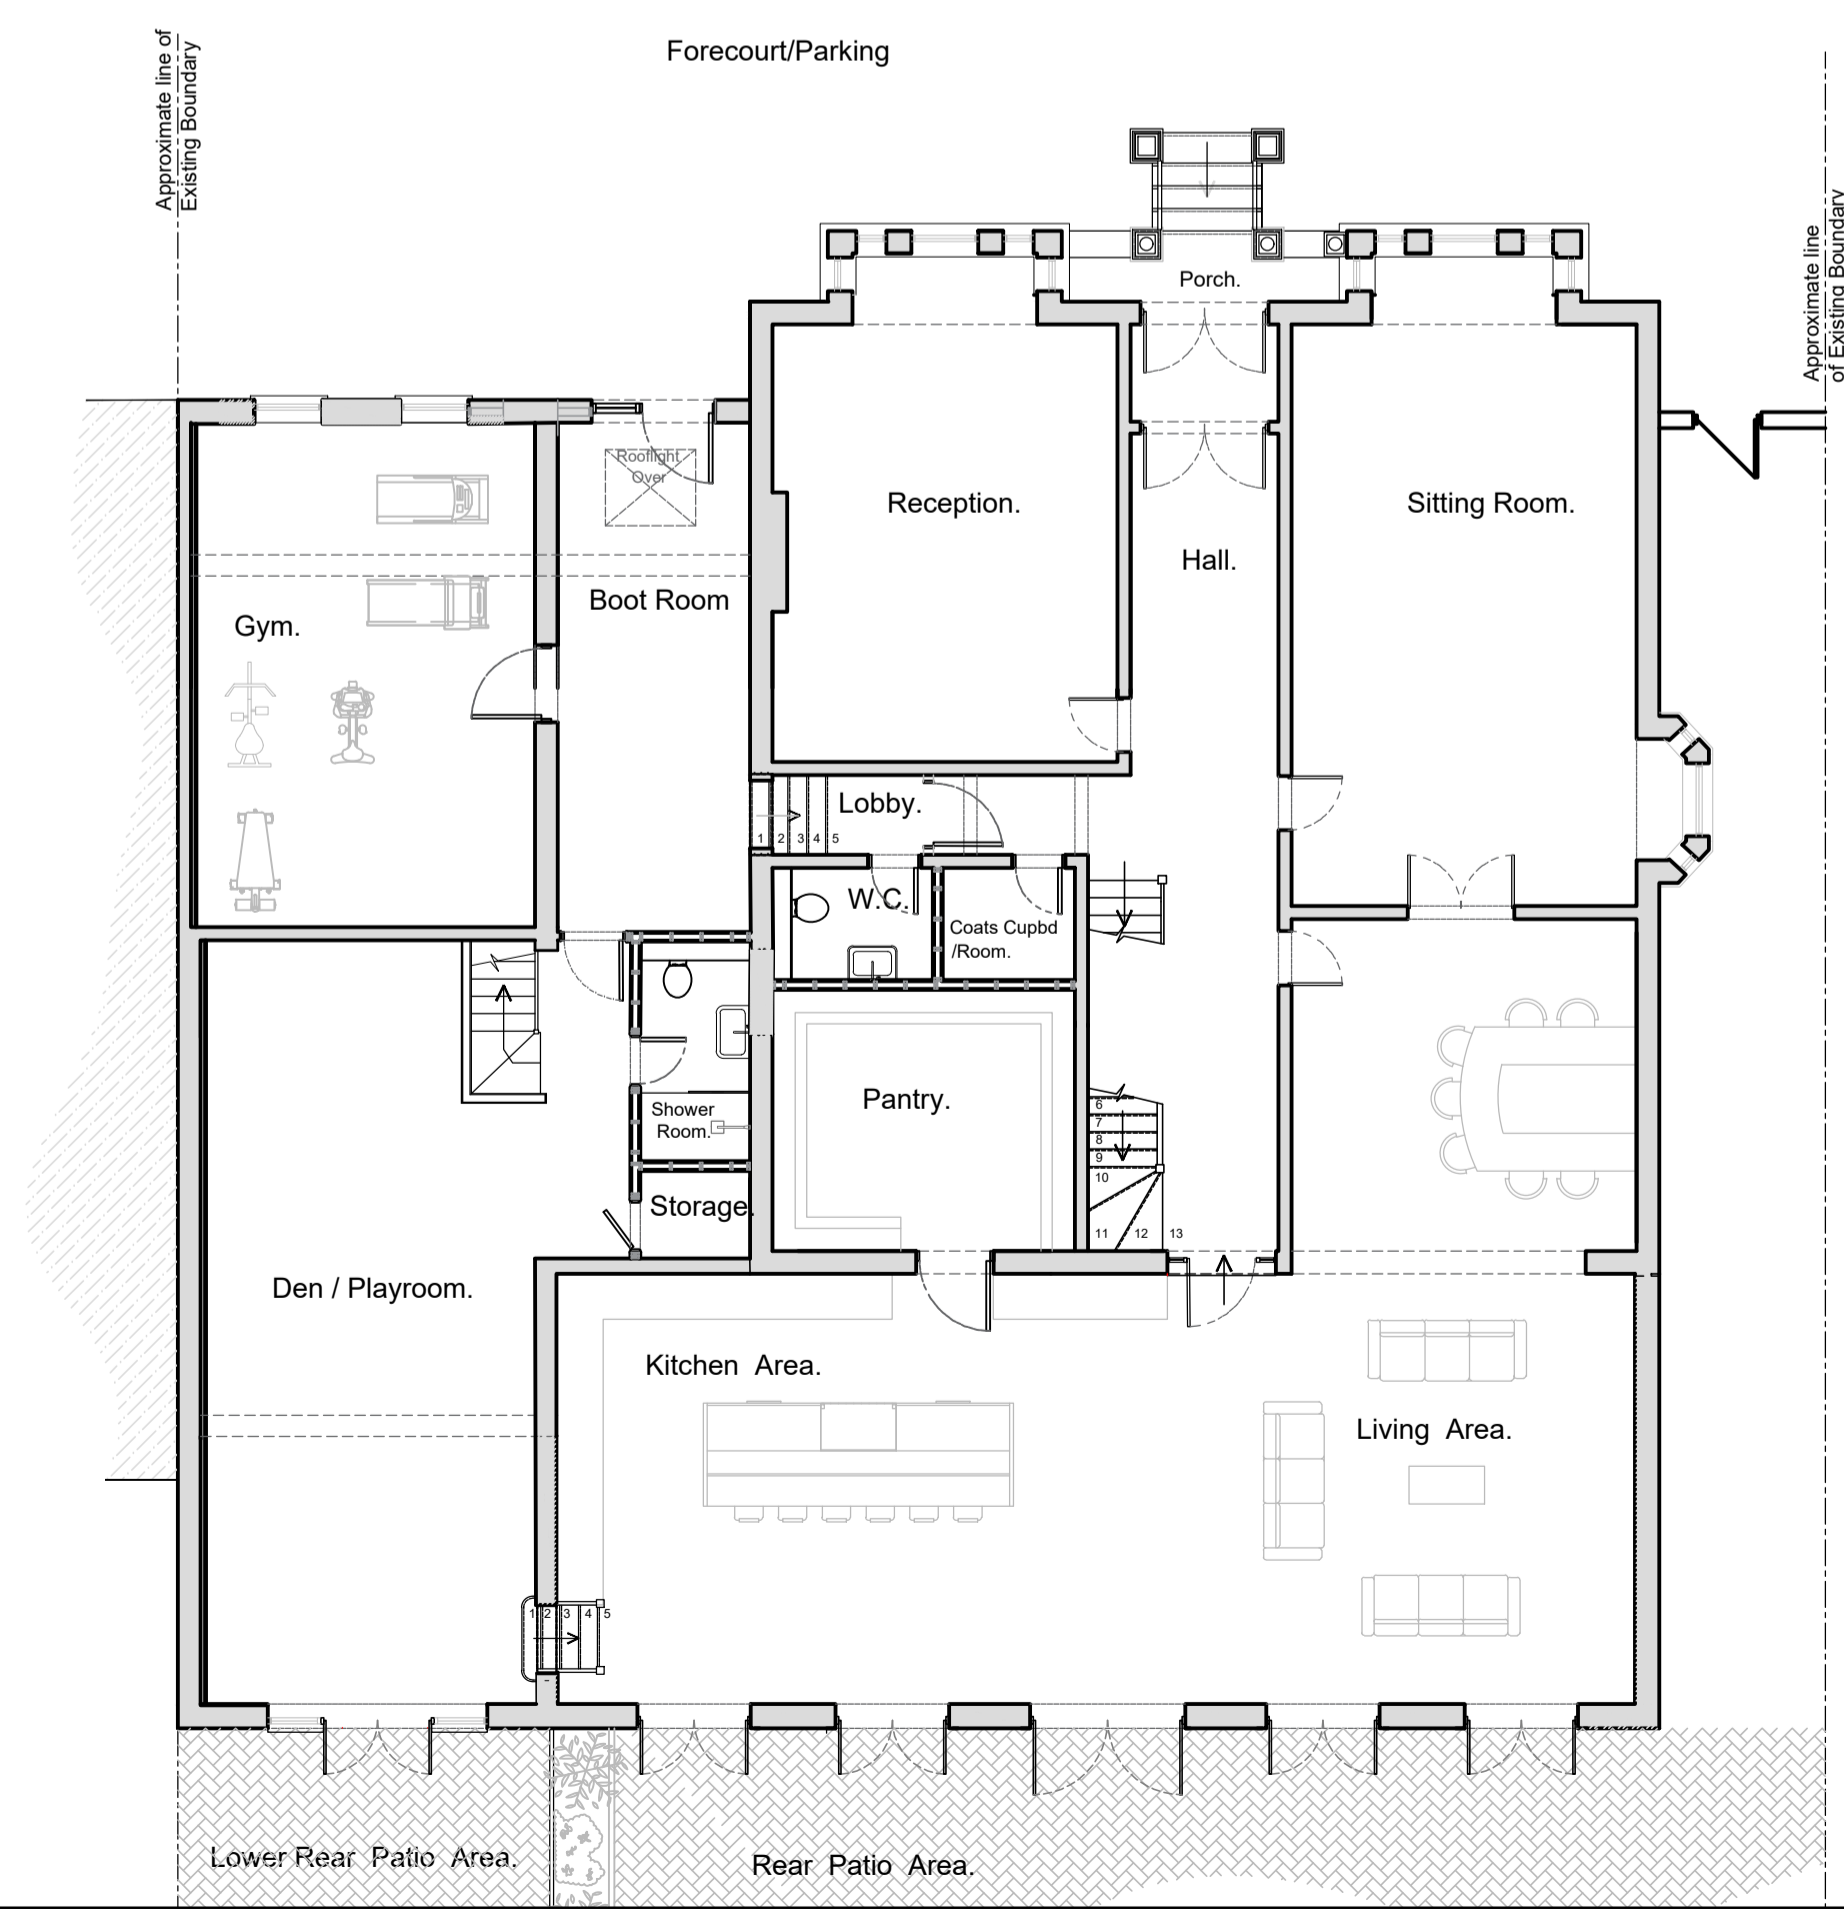 Forecourt/Parking
Approximate line of
Existing Boundary
Approximate line
of Existing Boundary
Porch.
Rooflight
Over
Reception.
Sitting Room.
Hall.
Boot Room
Gym.
Lobby.
1 2 3 4 5
W.C.
Coats Cupbd
/Room.
Pantry.
Shower
Room.
6
7
8
9
10
11 12 13
Storage.
Den / Playroom.
Kitchen Area.
Living Area.
1 2 3 4 5
Lower Rear Patio Area.
Rear Patio Area.